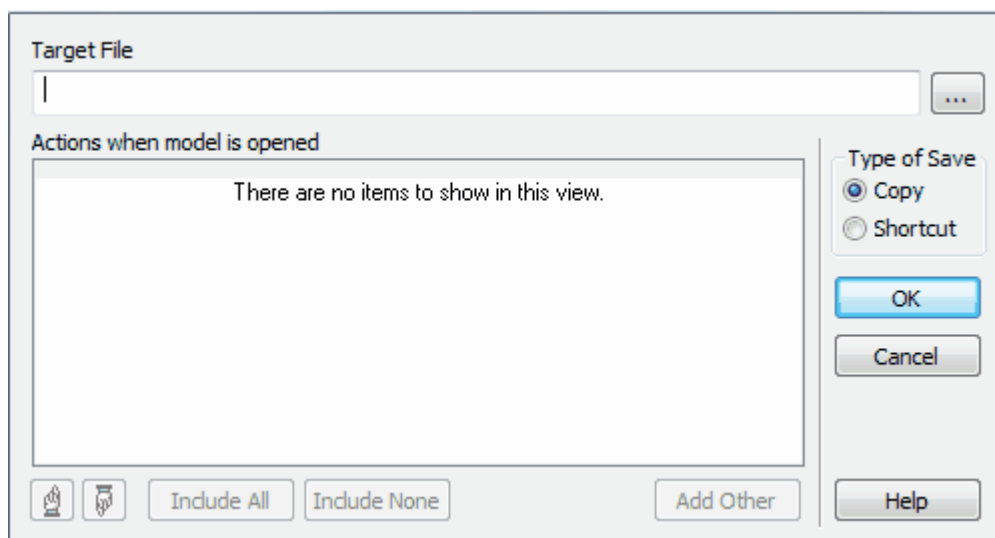 Target File
...
Actions when model is opened
There are no items to show in this view.
Type of Save
Copy
Shortcut
OK
Cancel
Include All
Include None
Add Other
Help